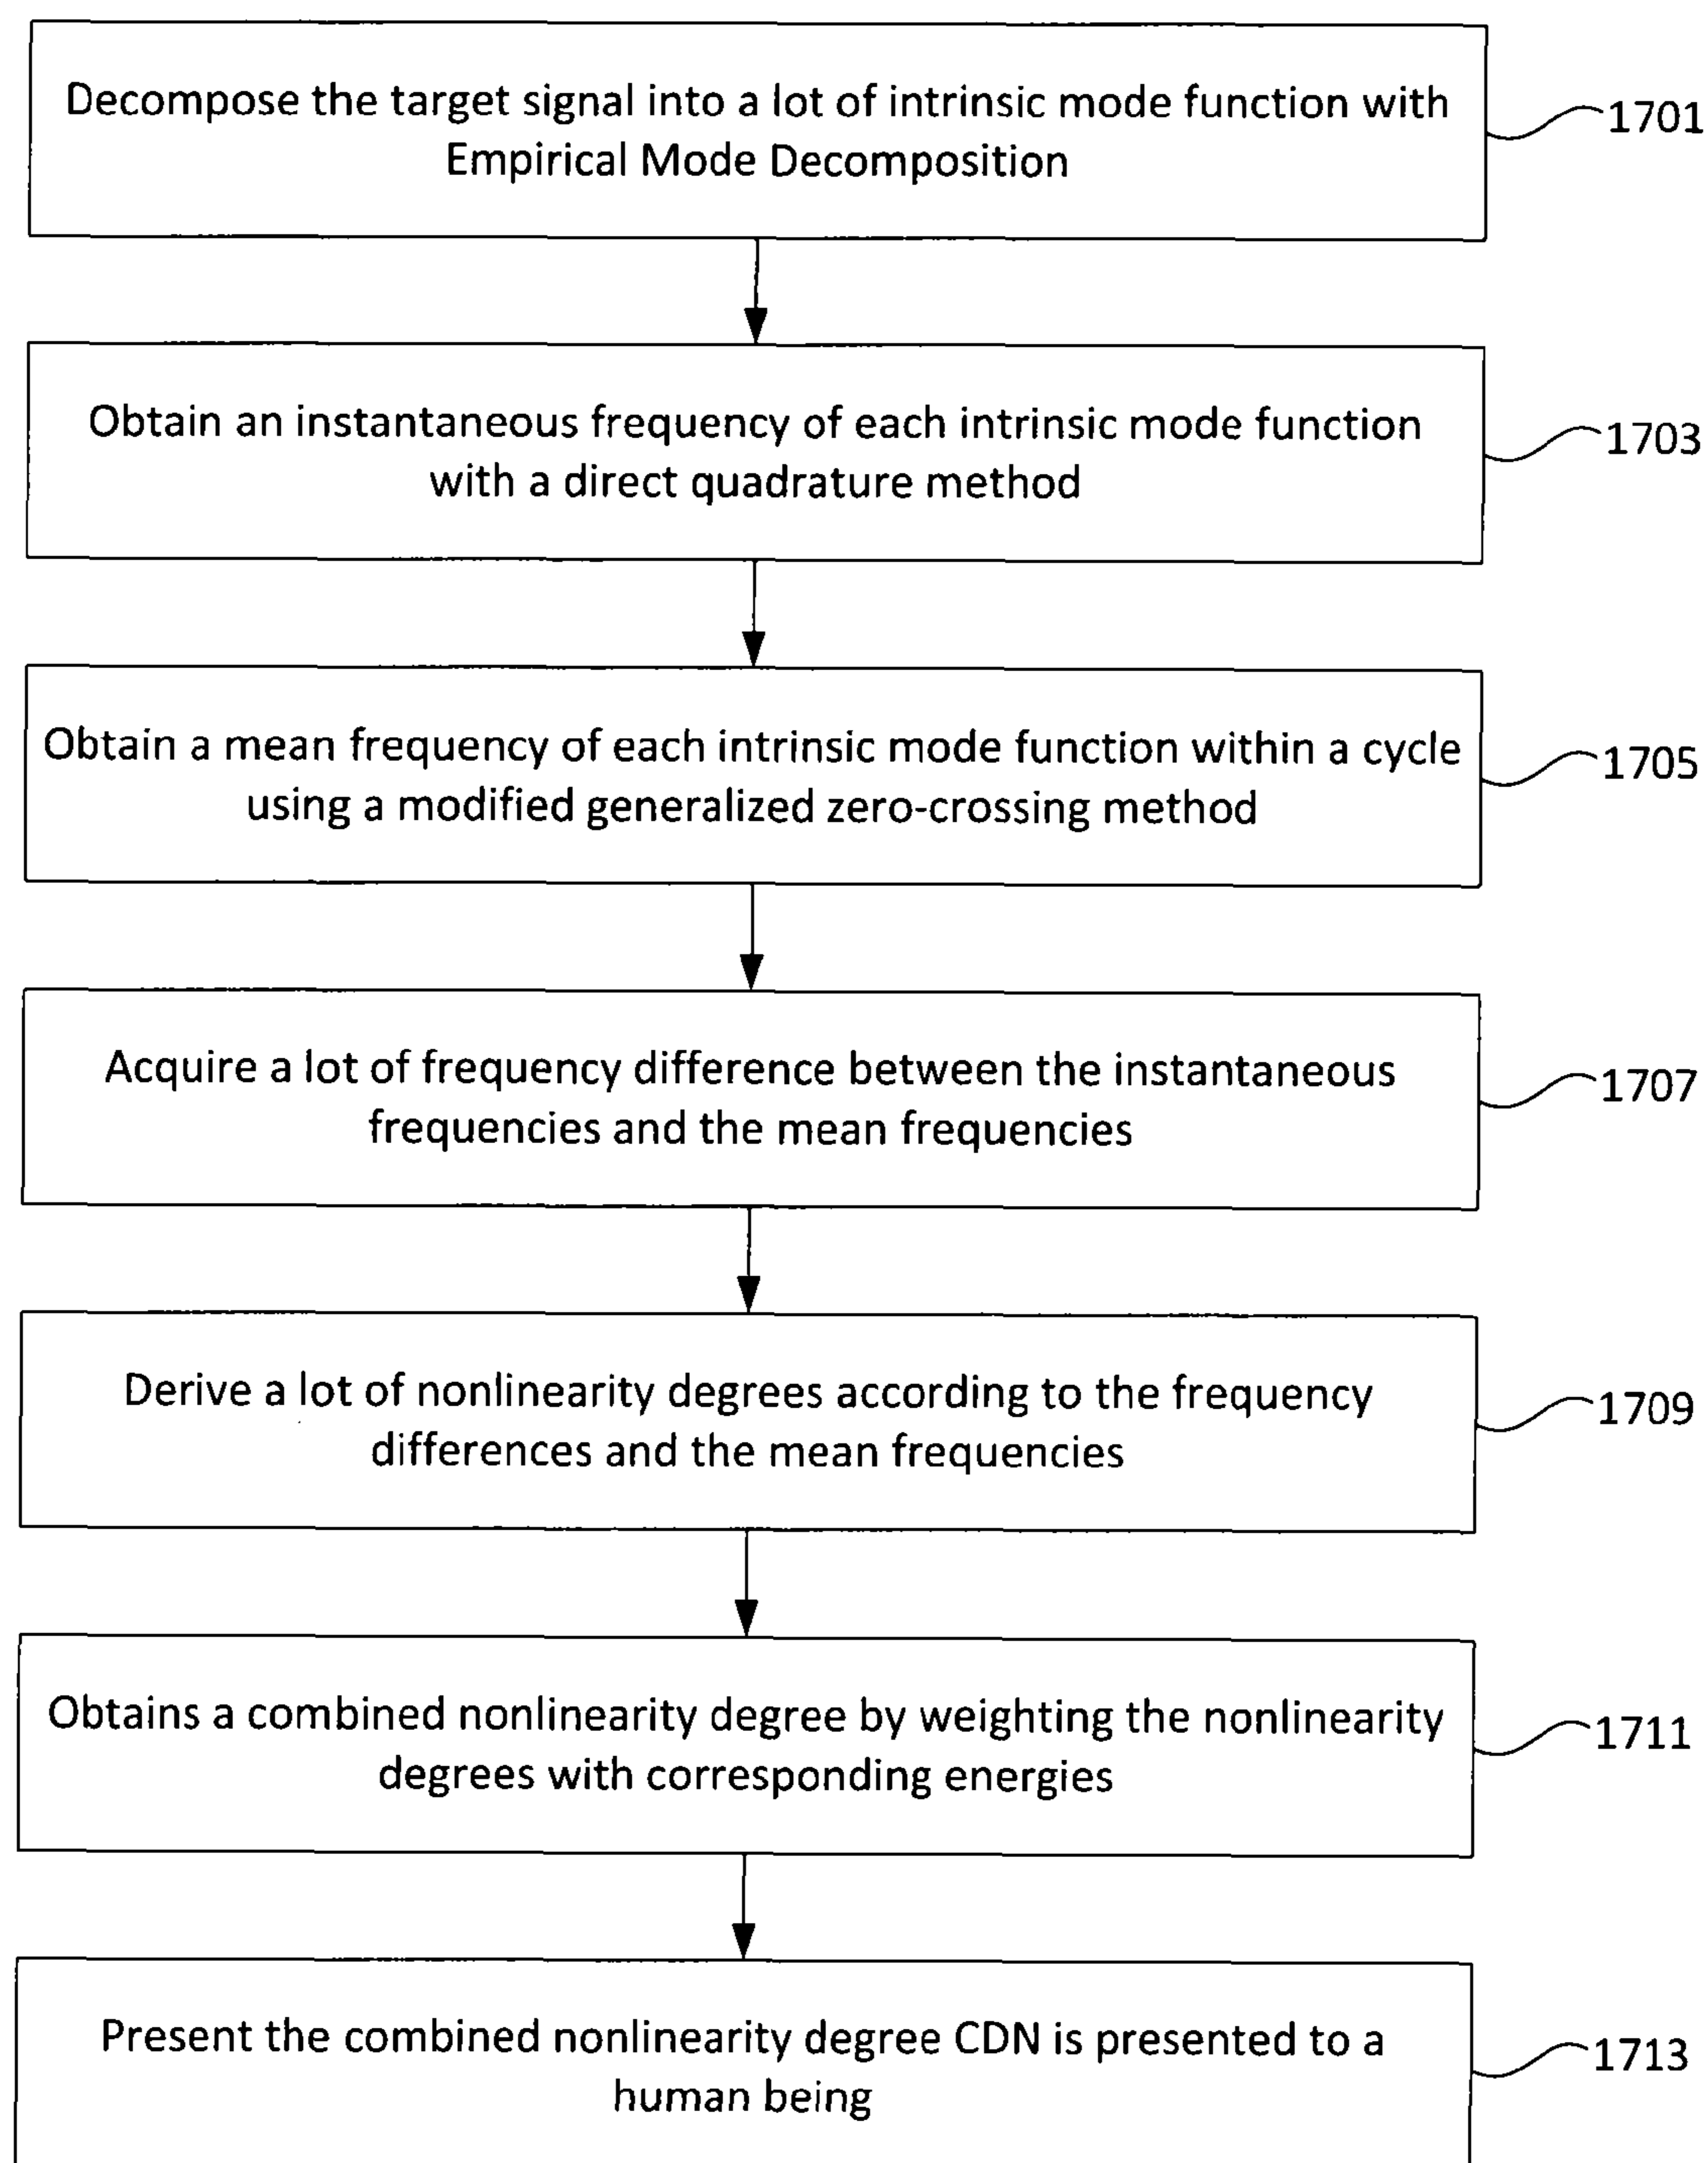 Decompose the target signal into a lot of intrinsic mode function with
Empirical Mode Decomposition
1701
Obtain an instantaneous frequency of each intrinsic mode function
with a direct quadrature method
1703
Obtain a mean frequency of each intrinsic mode function within a cycle
using a modified generalized zero-crossing method
1705
Acquire a lot of frequency difference between the instantaneous
frequencies and the mean frequencies
1707
Derive a lot of nonlinearity degrees according to the frequency
differences and the mean frequencies
1709
Obtains a combined nonlinearity degree by weighting the nonlinearity
degrees with corresponding energies
1711
Present the combined nonlinearity degree CDN is presented to a
human being
1713